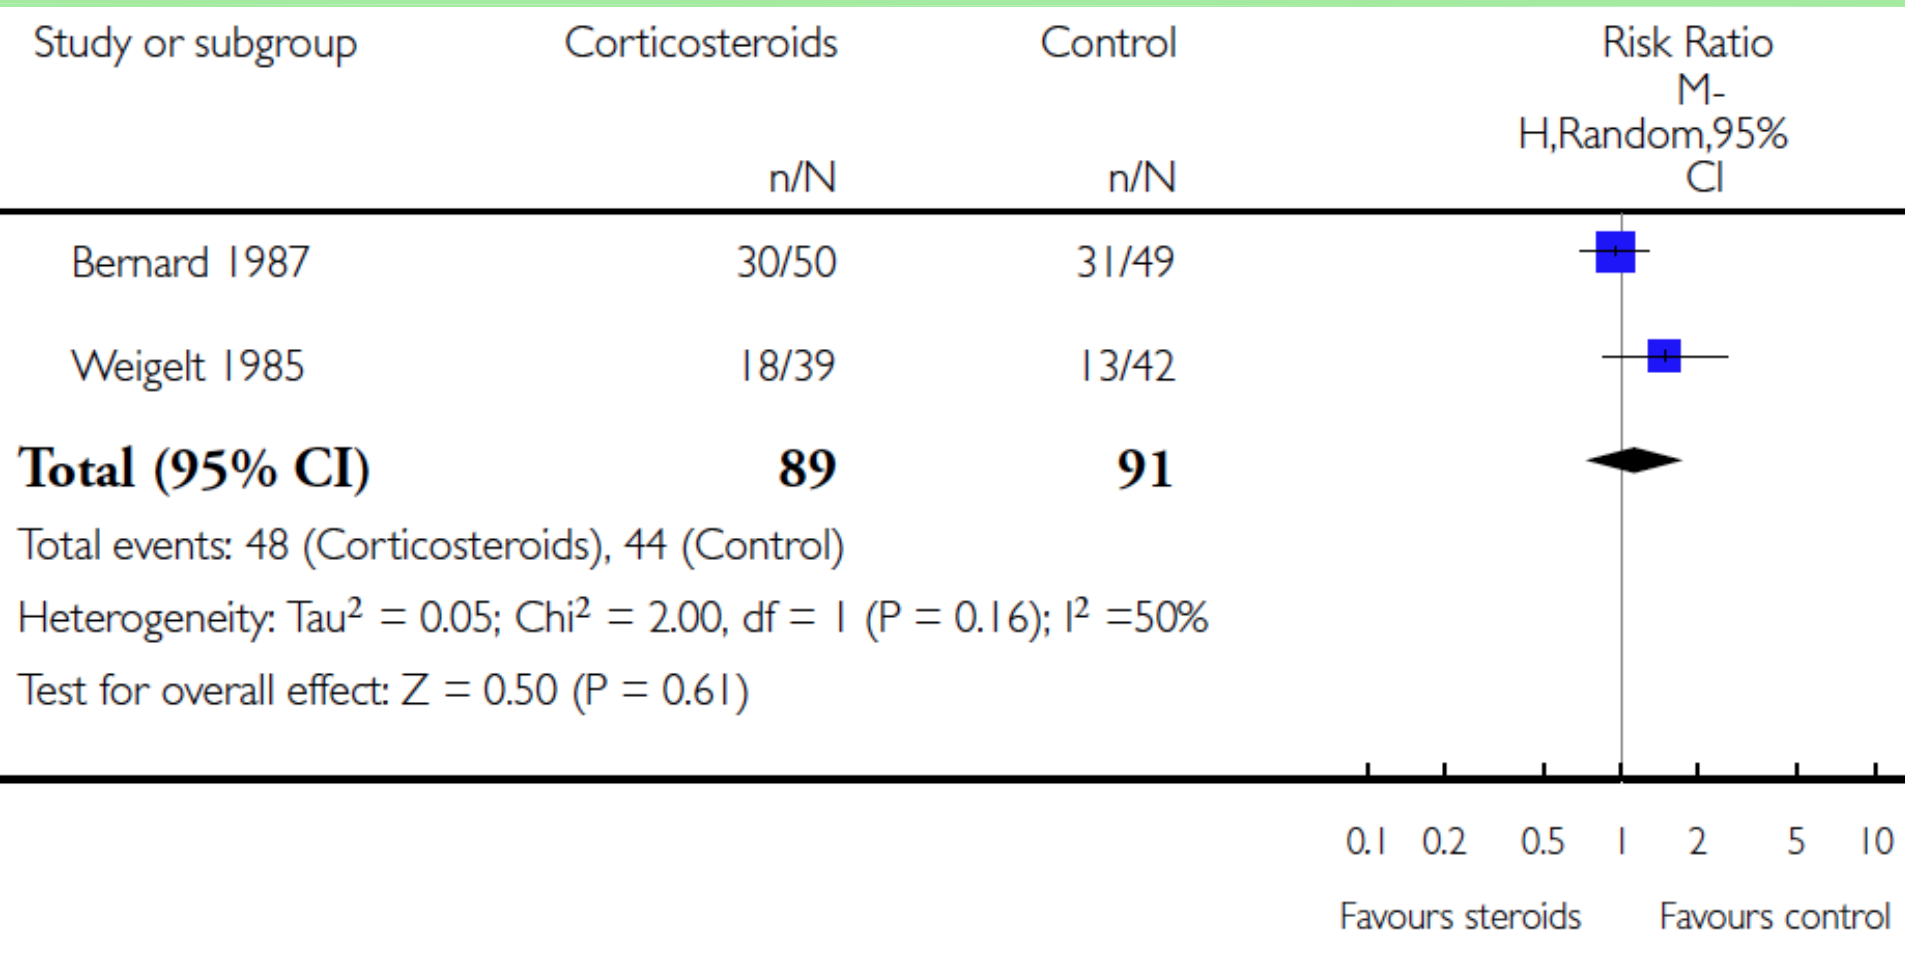 Study or subgroup Corticosteroids Control Risk Ratio
M-
H,Random,95%
n/N n/N CI
Bernard 1987 30/50 31/49
Weigelt 1985 18/39 13/42
Total (95% CI) 89 91
Total events: 48 (Corticosteroids), 44 (Control)
Heterogeneity: Tau² = 0.05; Chi² = 2.00, df = 1 (P = 0.16); I² =50%
Test for overall effect: Z = 0.50 (P = 0.61)
0.1 0.2 0.5 1 2 5 10
Favours steroids Favours control